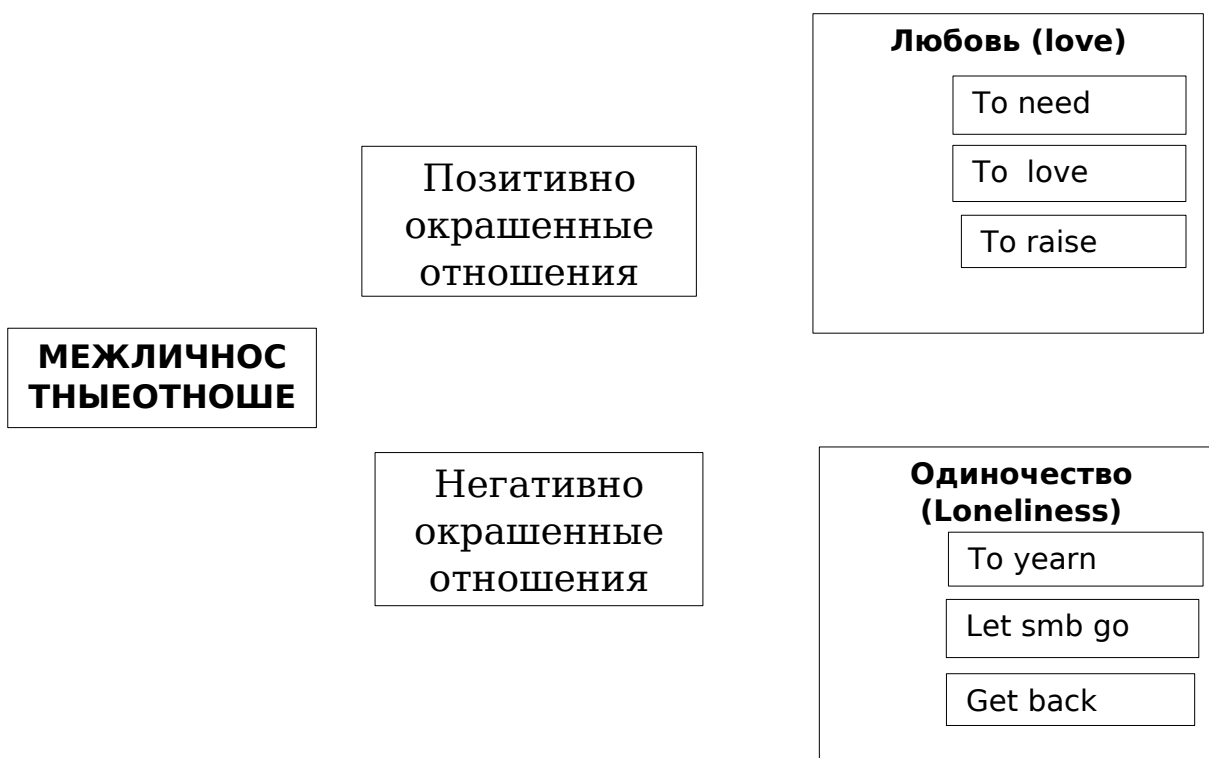 Любовь (love)
To need
To love
To raise
Позитивно
окрашенные
отношения
МЕЖЛИЧНОС
ТНЫЕОТНОШЕ
Негативно
окрашенные
отношения
Одиночество
(Loneliness)
To yearn
Let smb go
Get back